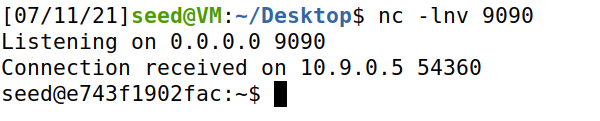 [07/11/21]seed@VM:~/Desktop$ nc -lnv 9090
Listening on 0.0.0.0 9090
Connection received on 10.9.0.5 54360
seed@e743f1902fac:~$